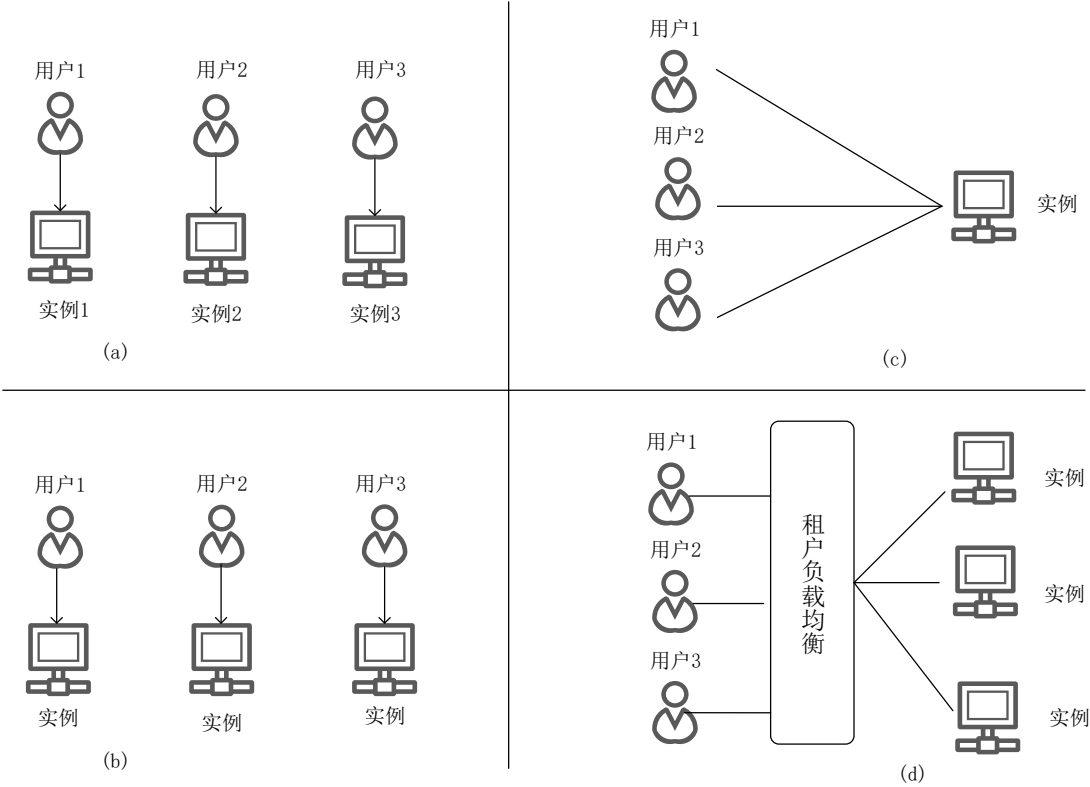 用户1
用户2
用户3
实例1
实例2
实例3
(a)
用户1
用户2
用户3
实例
(c)
用户1
用户2
用户3
实例
实例
实例
(b)
用户1
用户2
用户3
租户负载均衡
实例
实例
实例
(d)